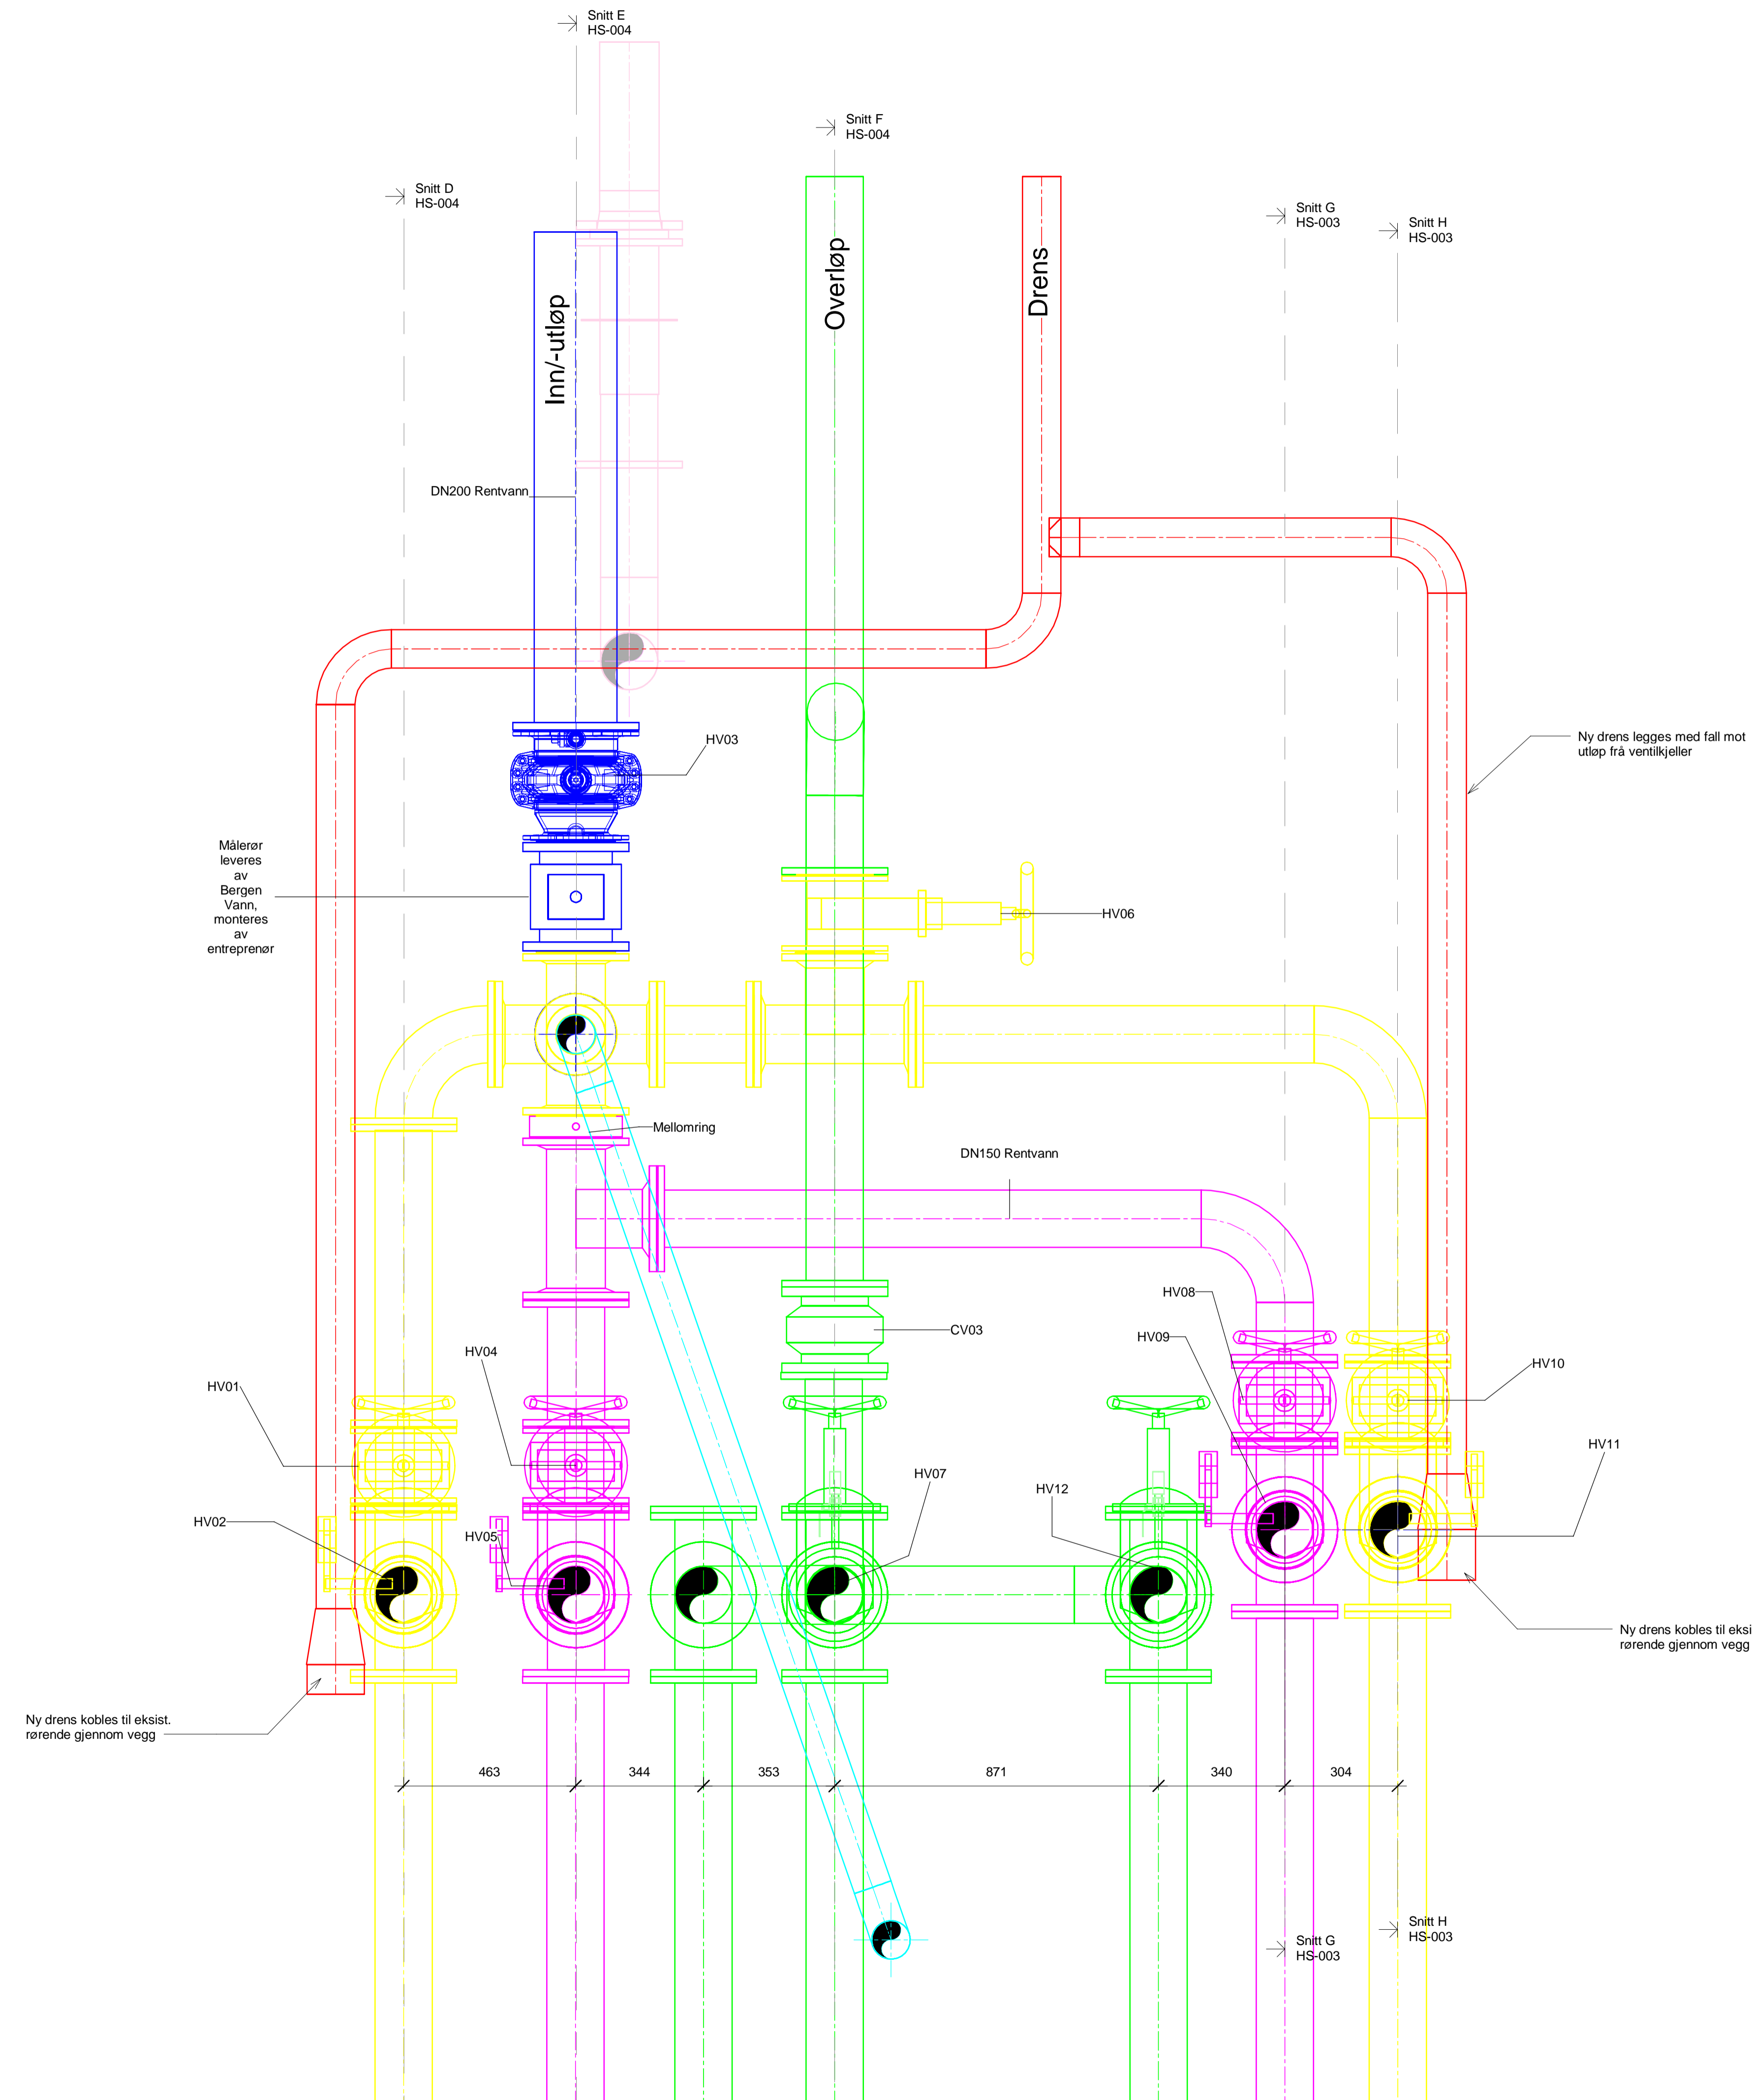 Snitt E
HS-004
Snitt F
HS-004
Snitt D
HS-004
Snitt G
HS-003
Snitt H
HS-003
Inn/-utløp
Overløp
Drens
DN200 Rentvann
HV03
Ny drens legges med fall mot
utløp frå ventilkjeller
Målerør
leveres
av
Bergen
Vann,
monteres
av
entreprenør
HV06
Mellomring
DN150 Rentvann
HV08
CV03
HV09
HV04
HV10
HV01
HV11
HV07
HV12
HV02
HV05
Ny drens kobles til eksi
rørende gjennom vegg
Ny drens kobles til eksist.
rørende gjennom vegg
463
344
353
871
340
304
Snitt H
HS-003
Snitt G
HS-003